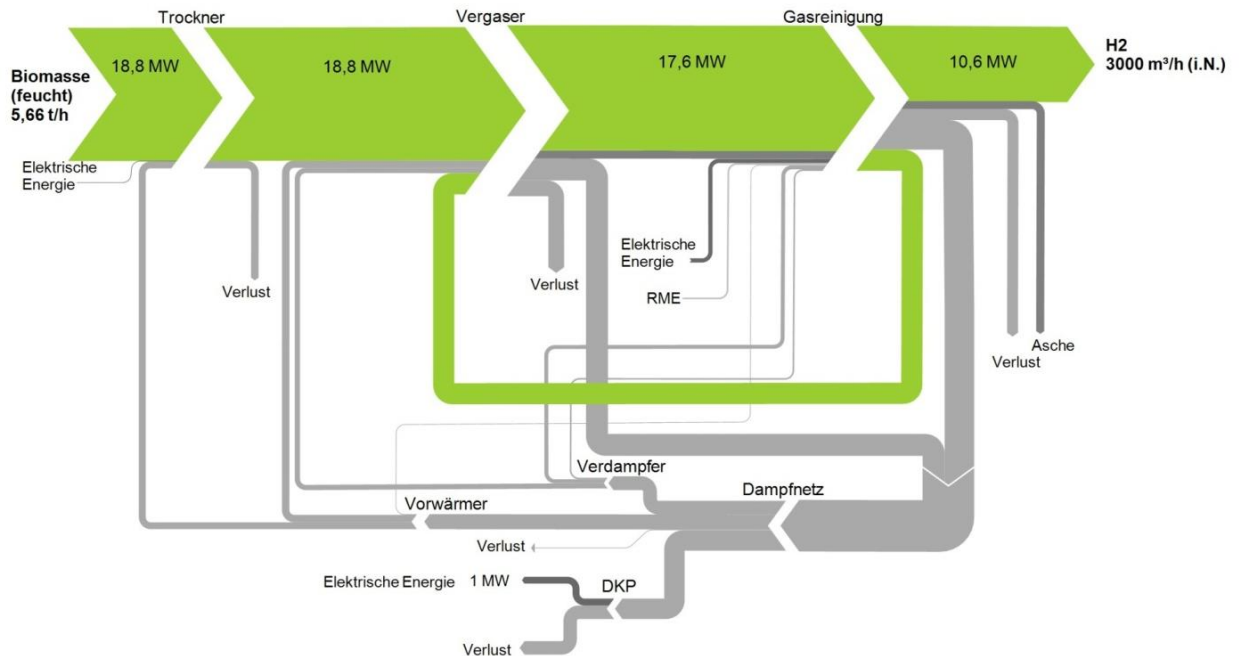 Trockner
Vergaser
Gasreinigung
18,8 MW
18,8 MW
17,6 MW
10,6 MW
H2
3000 m³/h (i.N.)
Biomasse
(feucht)
5,66 t/h
Elektrische
Energie
Verlust
Verlust
Elektrische
Energie
RME
Verlust
Asche
Verdampfer
Dampfnetz
Vorwärmer
Verlust
Elektrische Energie 1 MW
DKP
Verlust